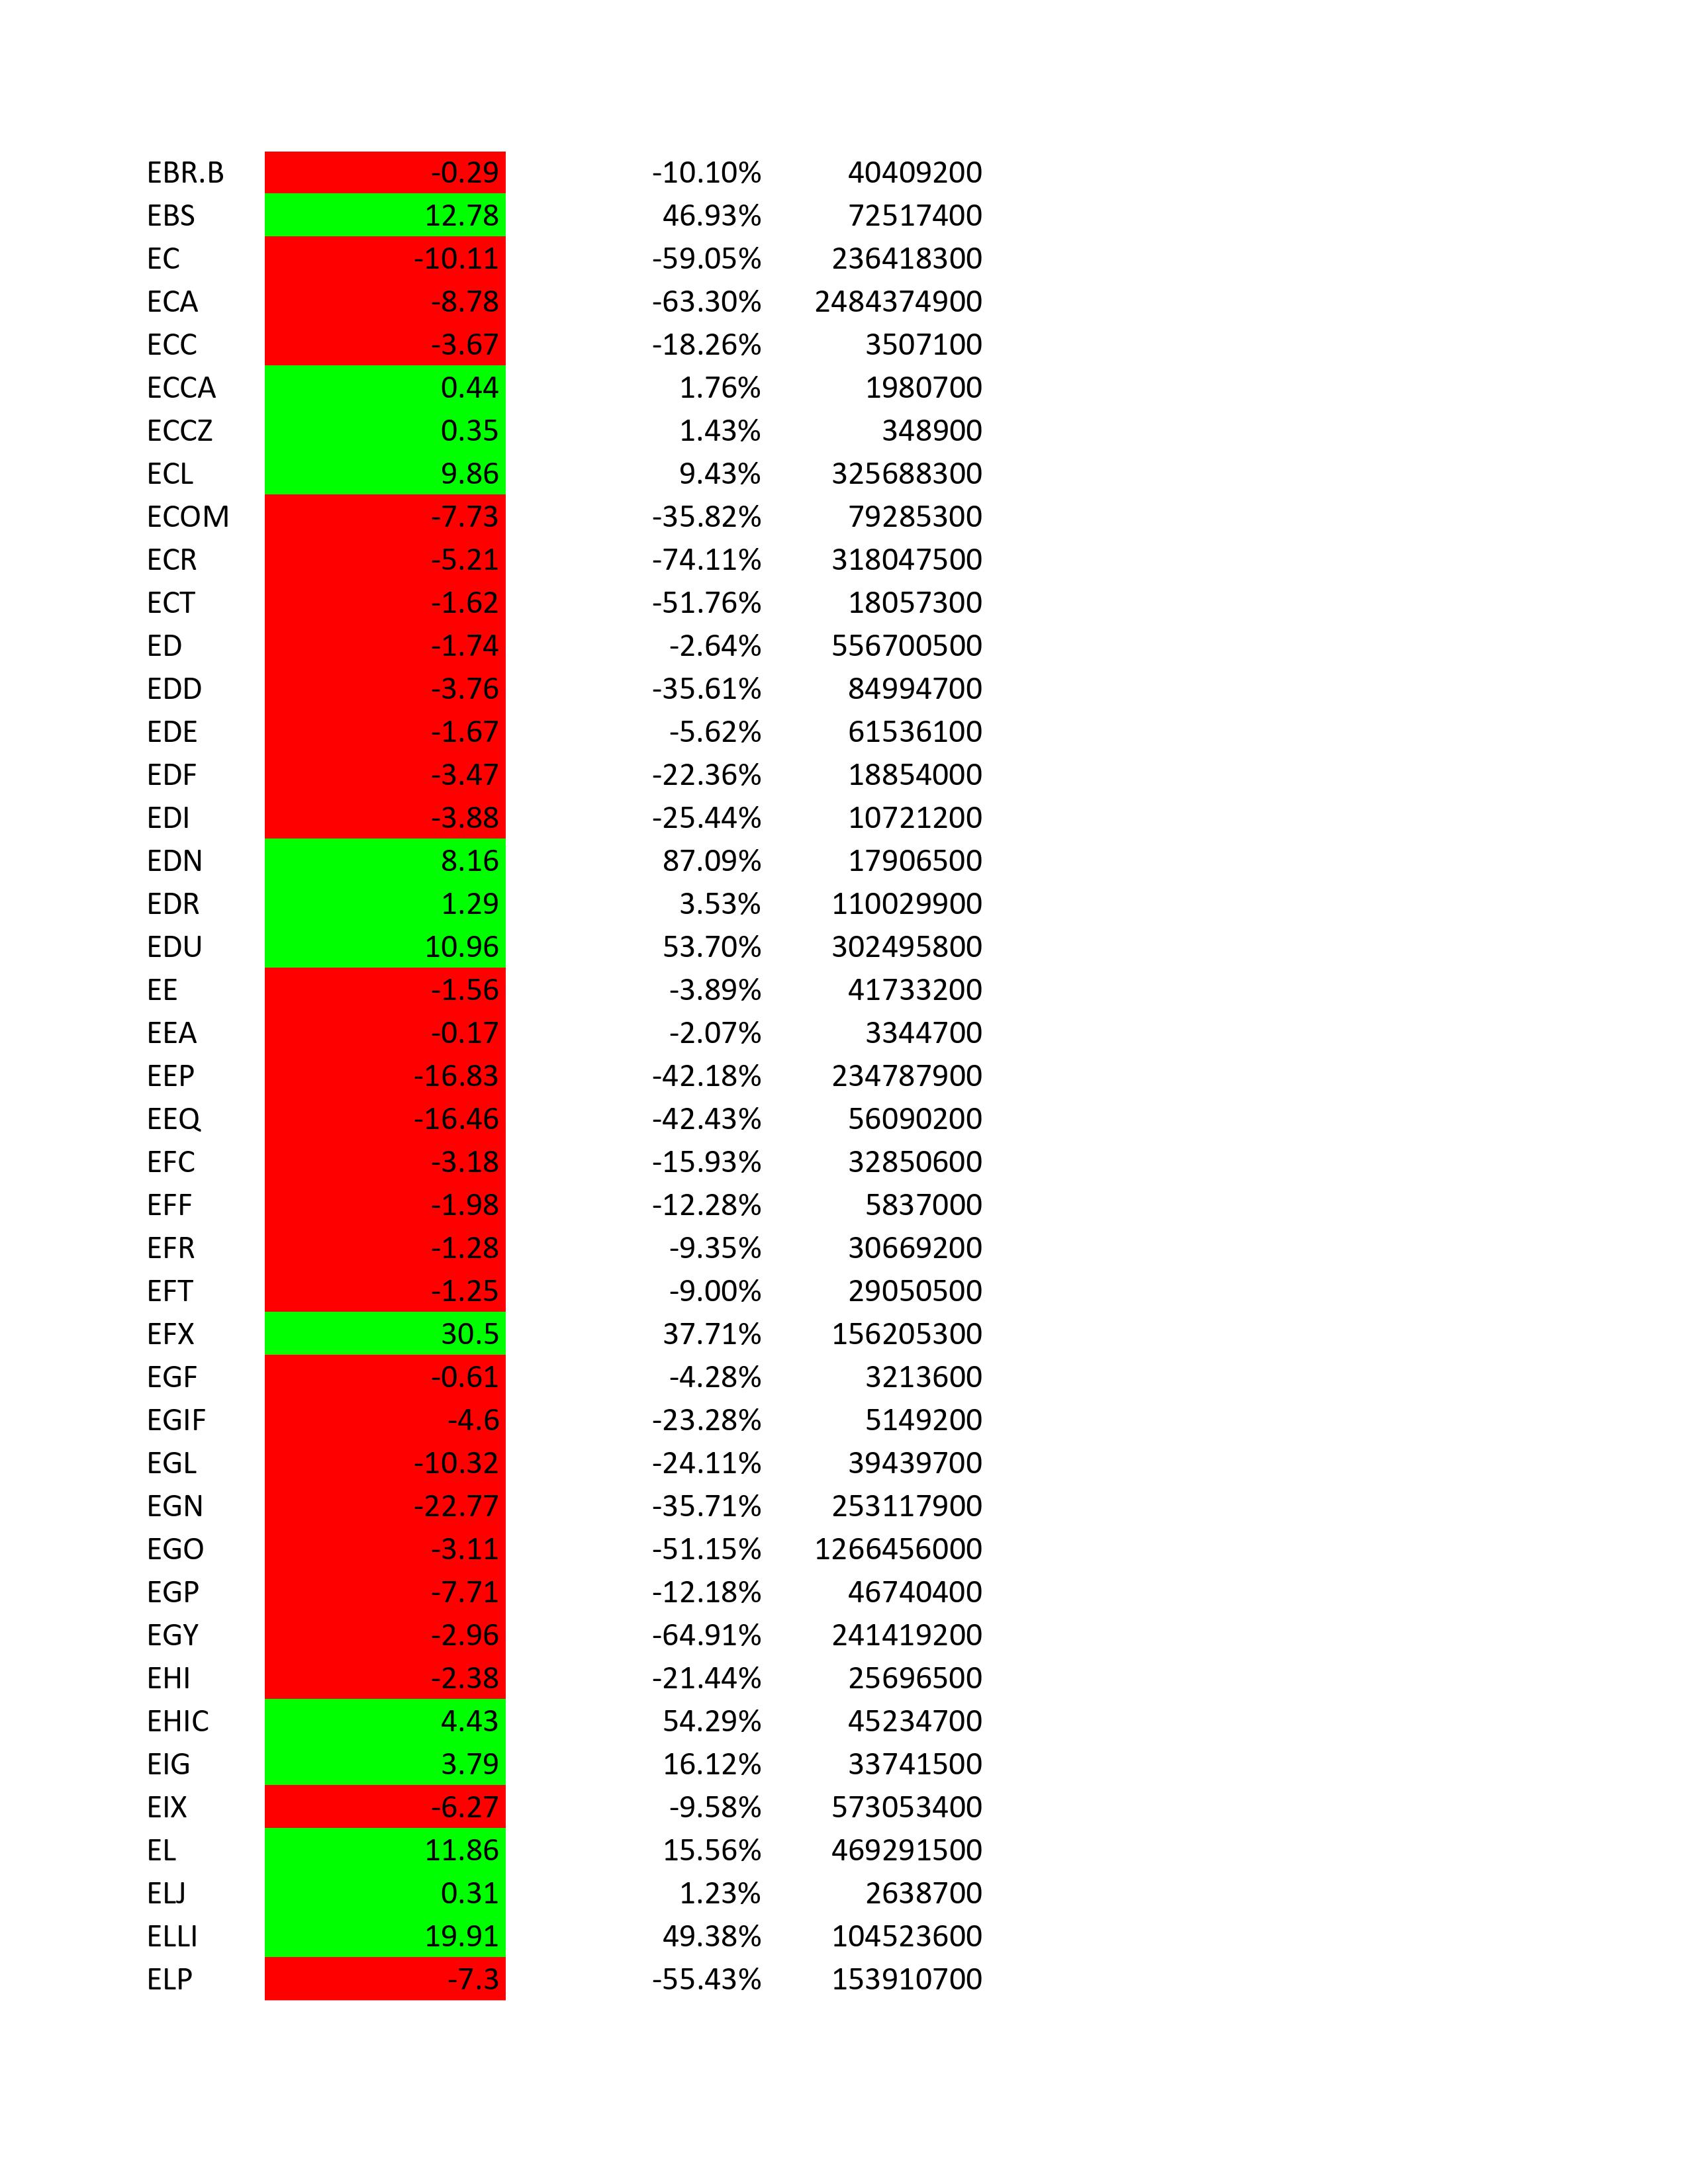 EBR.B -0.29 -10.10% 40409200
EBS 12.78 46.93% 72517400
EC -10.11 -59.05% 236418300
ECA -8.78 -63.30% 2484374900
ECC -3.67 -18.26% 3507100
ECCA 0.44 1.76% 1980700
ECCZ 0.35 1.43% 348900
ECL 9.86 9.43% 325688300
ECOM -7.73 -35.82% 79285300
ECR -5.21 -74.11% 318047500
ECT -1.62 -51.76% 18057300
ED -1.74 -2.64% 556700500
EDD -3.76 -35.61% 84994700
EDE -1.67 -5.62% 61536100
EDF -3.47 -22.36% 18854000
EDI -3.88 -25.44% 10721200
EDN 8.16 87.09% 17906500
EDR 1.29 3.53% 110029900
EDU 10.96 53.70% 302495800
EE -1.56 -3.89% 41733200
EEA -0.17 -2.07% 3344700
EEP -16.83 -42.18% 234787900
EEQ -16.46 -42.43% 56090200
EFC -3.18 -15.93% 32850600
EFF -1.98 -12.28% 5837000
EFR -1.28 -9.35% 30669200
EFT -1.25 -9.00% 29050500
EFX 30.5 37.71% 156205300
EGF -0.61 -4.28% 3213600
EGIF -4.6 -23.28% 5149200
EGL -10.32 -24.11% 39439700
EGN -22.77 -35.71% 253117900
EGO -3.11 -51.15% 1266456000
EGP -7.71 -12.18% 46740400
EGY -2.96 -64.91% 241419200
EHI -2.38 -21.44% 25696500
EHIC 4.43 54.29% 45234700
EIG 3.79 16.12% 33741500
EIX -6.27 -9.58% 573053400
EL 11.86 15.56% 469291500
ELJ 0.31 1.23% 2638700
ELLI 19.91 49.38% 104523600
ELP -7.3 -55.43% 153910700